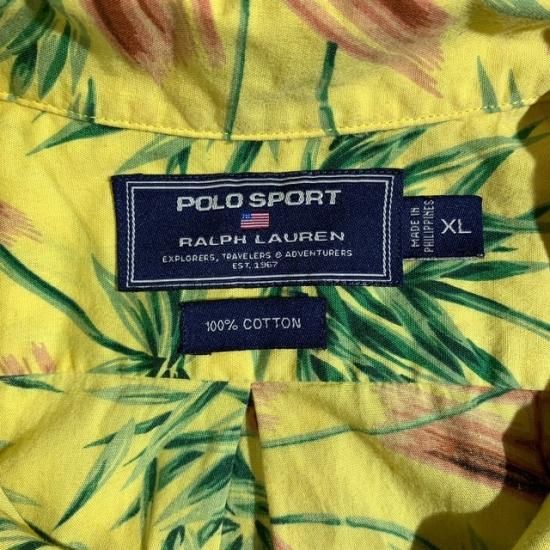 POLO SPORT
RALPH LAUREN
EXPLORERS, TRAVELERS & ADVENTURERS
EST. 1967
MADE IN
PHILIPPINES
XL
100% COTTON